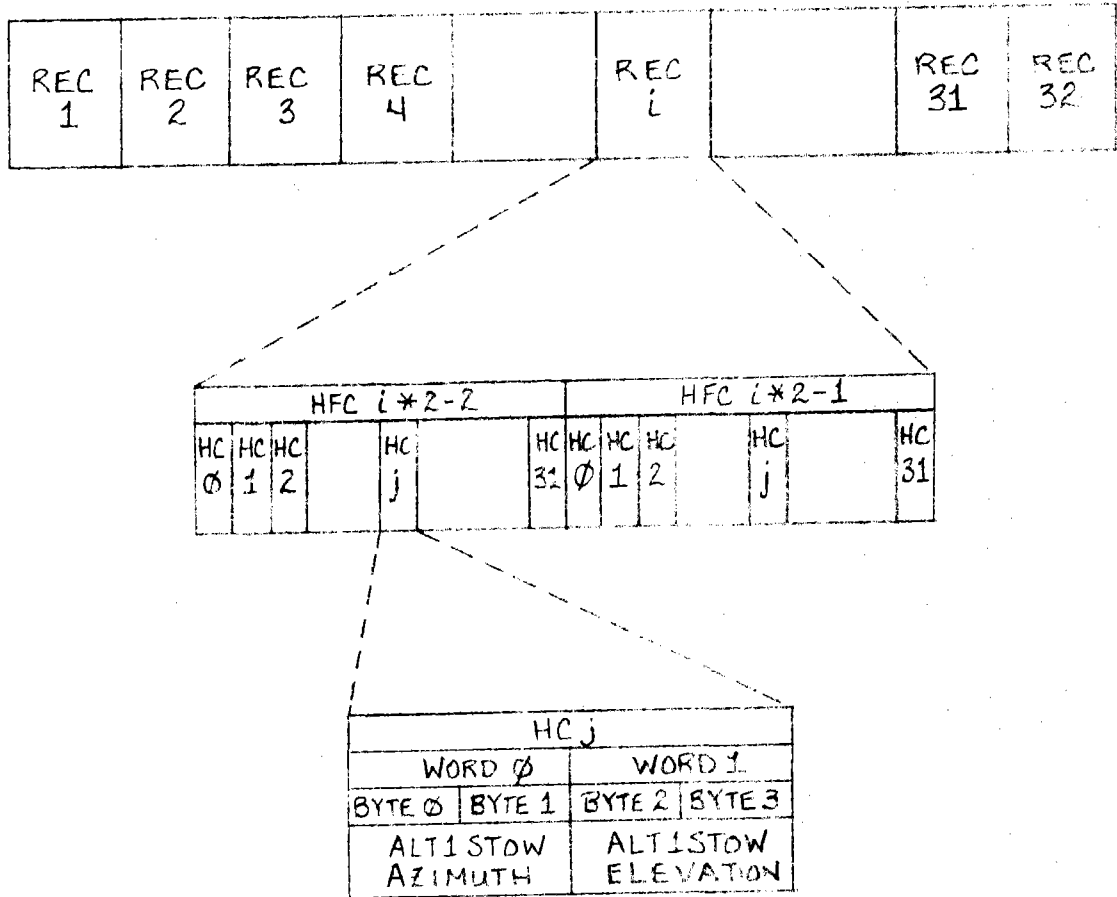 REC 1 REC 2 REC 3 REC 4 REC i REC 31 REC 32
HFC i*2-2 HFC i*2-1
HC Ø HC 1 HC 2 HC j HC 31 HC Ø HC 1 HC 2 HC j HC 31
HC j
WORD Ø WORD 1
BYTE Ø BYTE 1 BYTE 2 BYTE 3
ALT1STOW AZIMUTH ALT1STOW ELEVATION